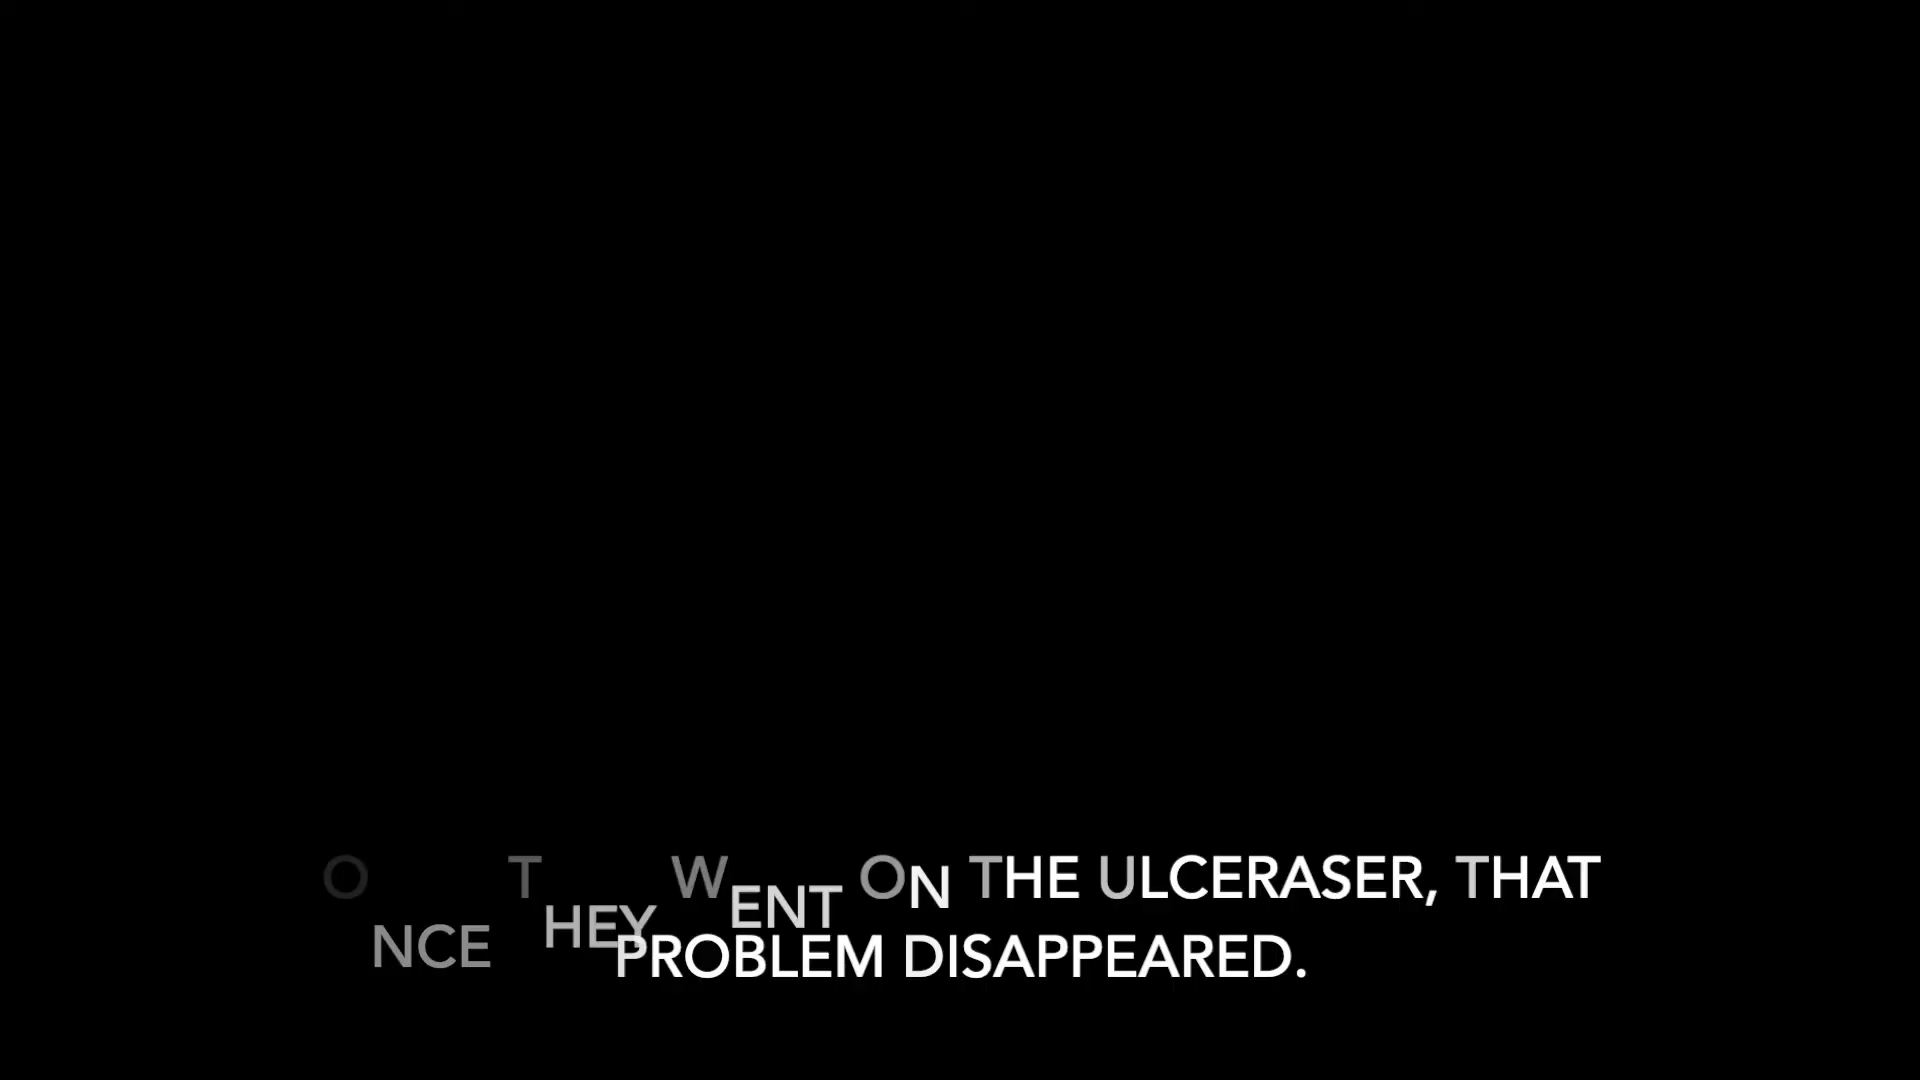 ONCE THEY WENT ON THE ULCERASER, THAT
PROBLEM DISAPPEARED.